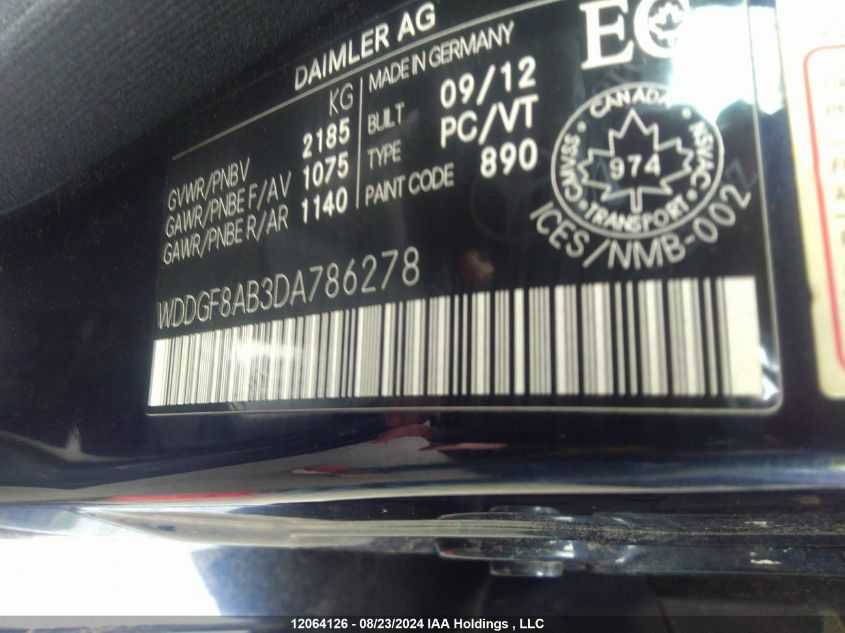 DAIMLER AG
GVWR/PNBV
GAWR/PNBE F/AV
GAWR/PNBE R/AR
KG
2185
1075
1140
MADE IN GERMANY
BUILT 09/12
TYPE PC/VT
PAINT CODE 890
EC
CANADA
CMVSS
NSVAC
974
TRANSPORT
ICES/NMB-002
WDDGF8AB3DA786278
12064126 - 08/23/2024 IAA Holdings , LLC